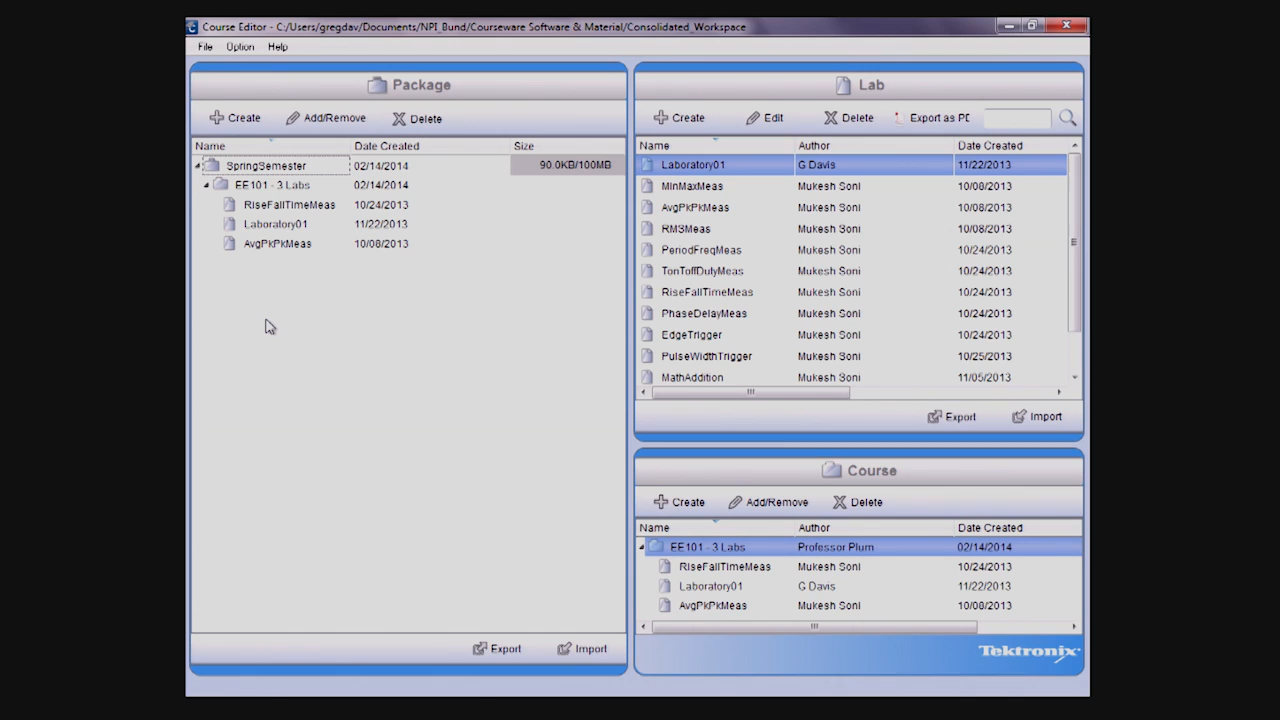 Course Editor - C:/Users/gregdav/Documents/NPI_Bund/Courseware Software & Material/Consolidated_Workspace
File Option Help
Package
Create Add/Remove Delete
Name Date Created Size
SpringSemester 02/14/2014 90.0KB/100MB
EE101 - 3 Labs 02/14/2014
RiseFallTimeMeas 10/24/2013
Laboratory01 11/22/2013
AvgPkPkMeas 10/08/2013
Export Import
Lab
Create Edit Delete Export as PD
Name Author Date Created
Laboratory01 G Davis 11/22/2013
MinMaxMeas Mukesh Soni 10/08/2013
AvgPkPkMeas Mukesh Soni 10/08/2013
RMSMeas Mukesh Soni 10/08/2013
PeriodFreqMeas Mukesh Soni 10/24/2013
TonToffDutyMeas Mukesh Soni 10/24/2013
RiseFallTimeMeas Mukesh Soni 10/24/2013
PhaseDelayMeas Mukesh Soni 10/24/2013
EdgeTrigger Mukesh Soni 10/24/2013
PulseWidthTrigger Mukesh Soni 10/25/2013
MathAddition Mukesh Soni 11/05/2013
Export Import
Course
Create Add/Remove Delete
Name Author Date Created
EE101 - 3 Labs Professor Plum 02/14/2014
RiseFallTimeMeas Mukesh Soni 10/24/2013
Laboratory01 G Davis 11/22/2013
AvgPkPkMeas Mukesh Soni 10/08/2013
Tektronix